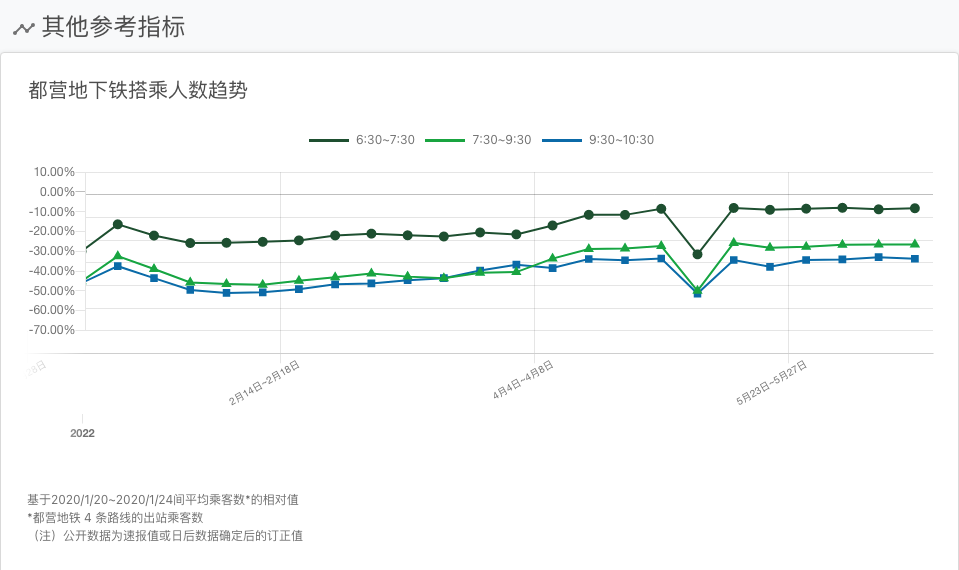 其他参考指标
都营地下铁搭乘人数趋势
6:30~7:30 7:30~9:30 9:30~10:30
10.00%
0.00%
-10.00%
-20.00%
-30.00%
-40.00%
-50.00%
-60.00%
-70.00%
2月14日~2月18日 4月4日~4月8日 5月23日~5月27日
2022
基于2020/1/20~2020/1/24间平均乘客数*的相对值
*都营地铁 4 条路线的出站乘客数
（注）公开数据为速报值或日后数据确定后的订正值